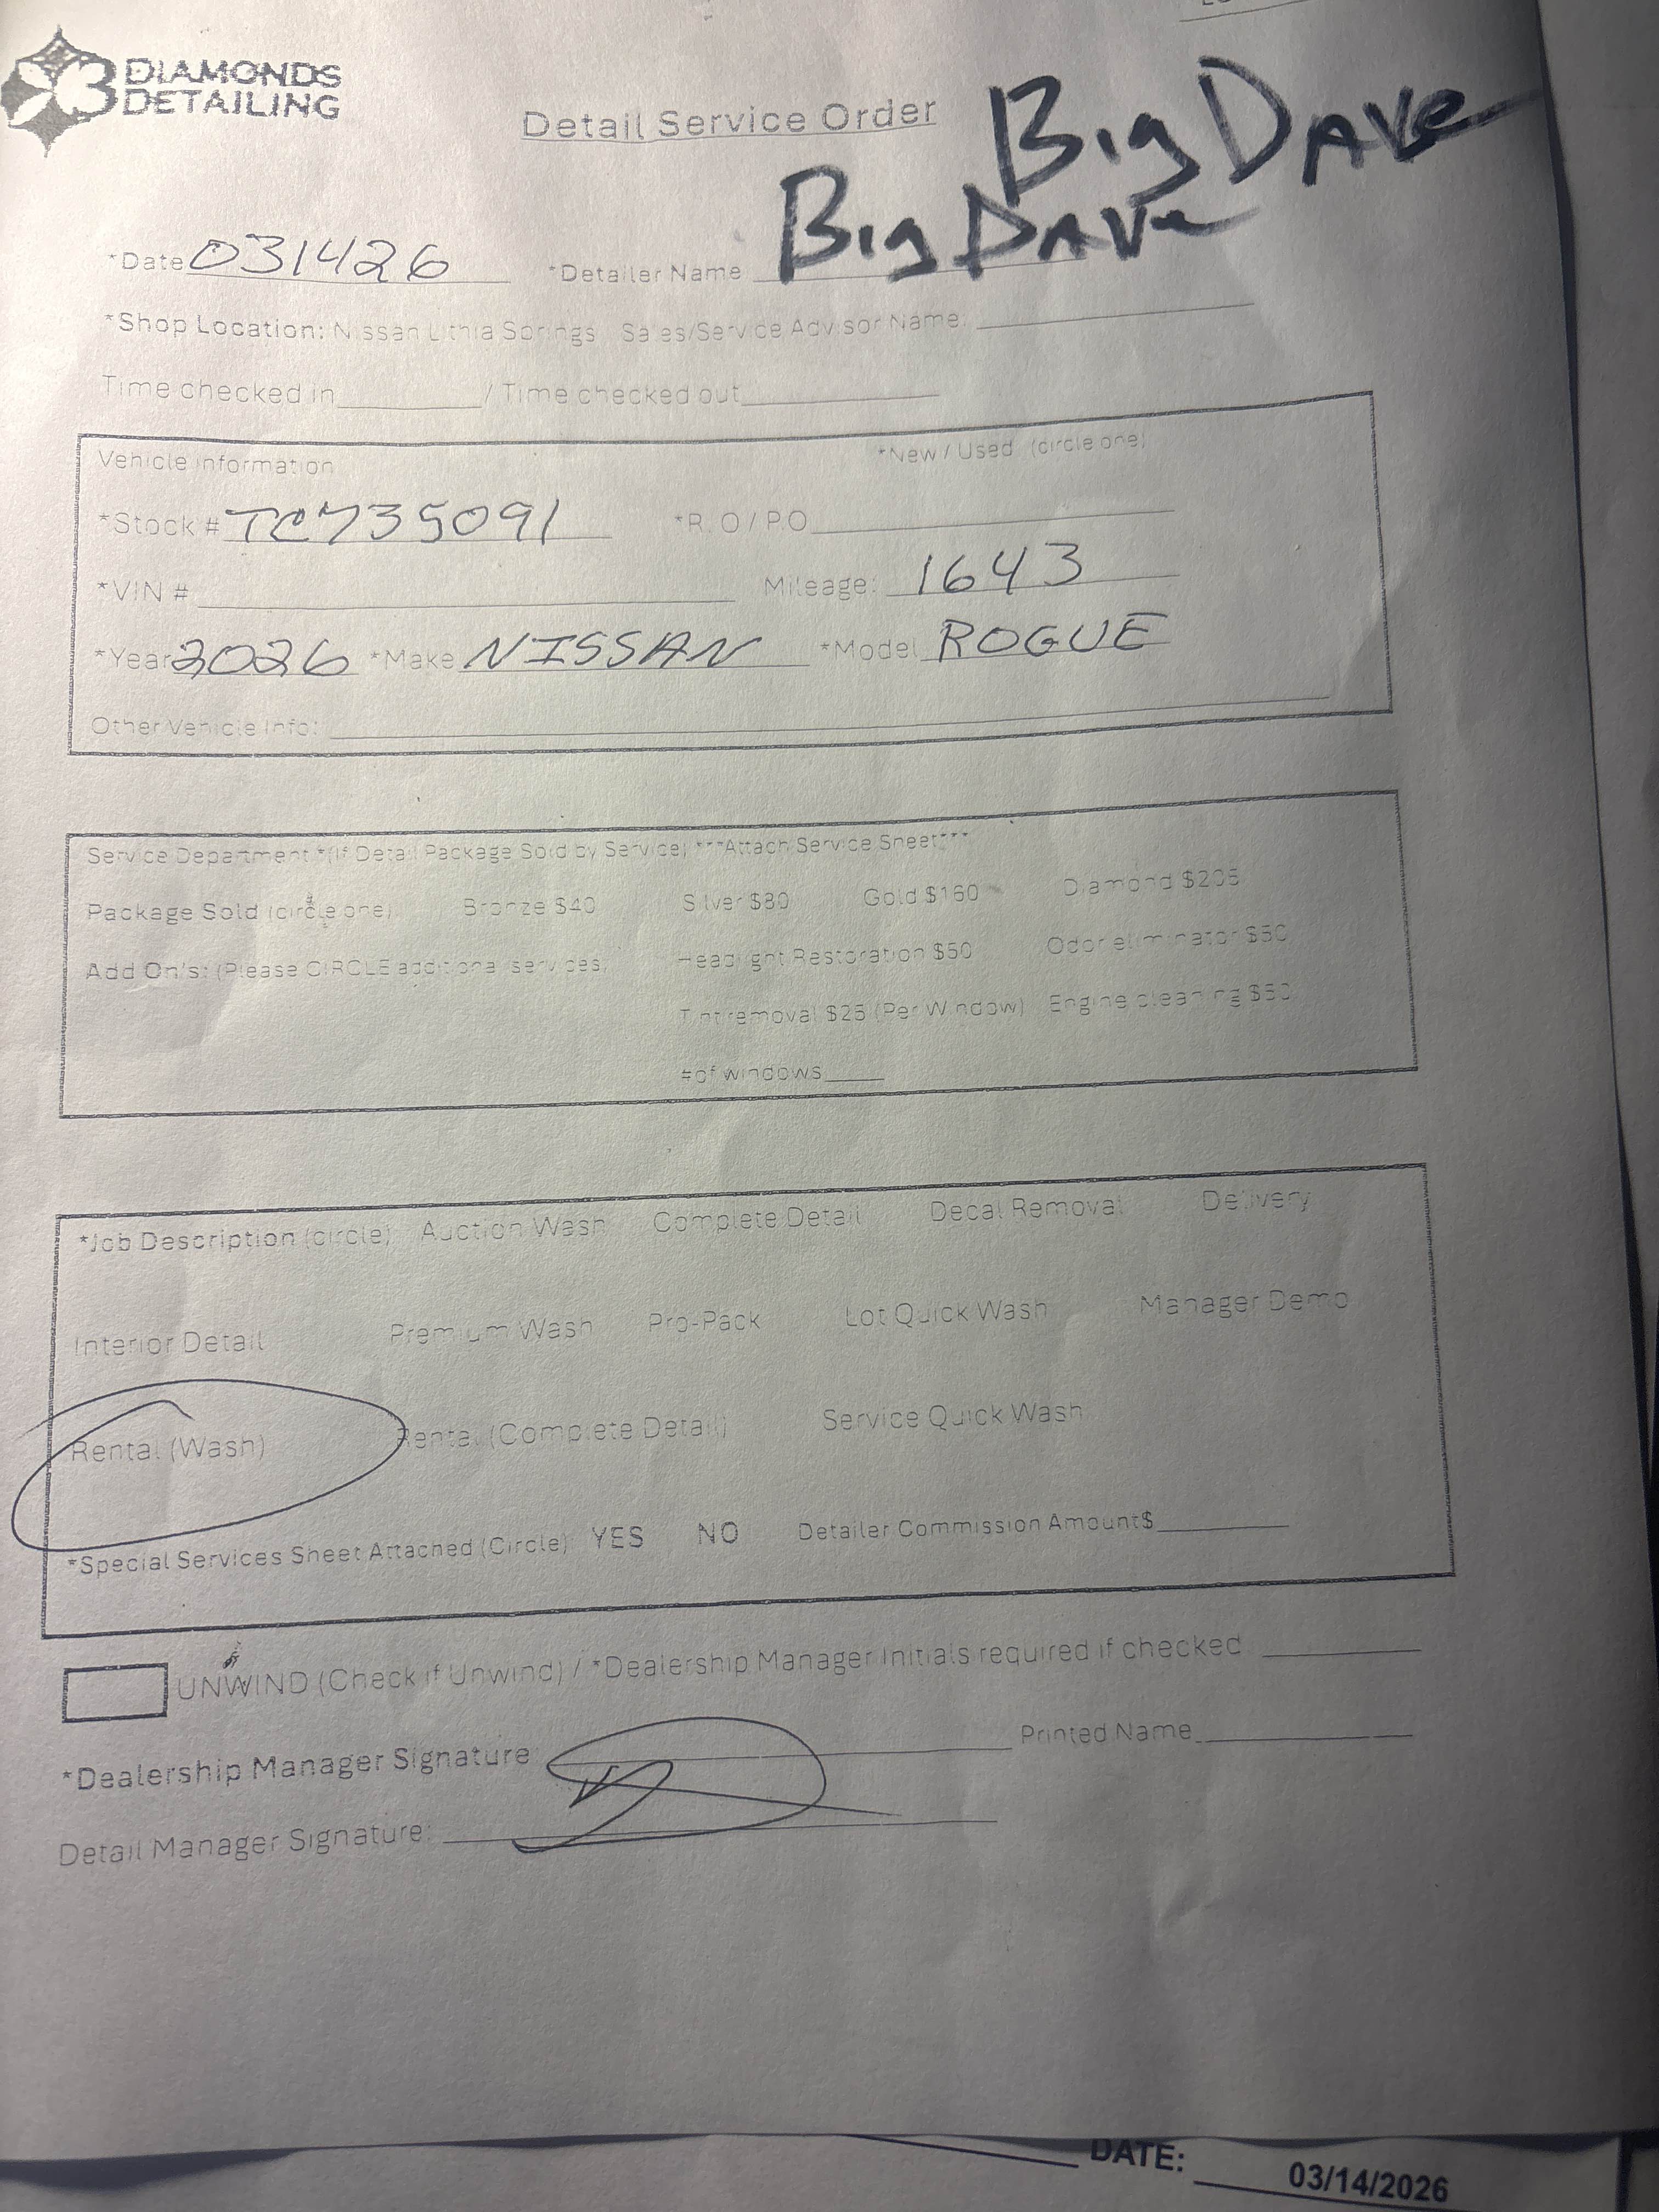 3 DIAMONDS
DETAILING
Detail Service Order
Big Dave
*Date 031426 *Detailer Name Big Dave
*Shop Location: Nissan Lithia Springs Sales/Service Advisor Name:
Time checked in / Time checked out
Vehicle Information *New / Used (circle one)
*Stock # TC735091 *R.O / P.O
*VIN # Mileage: 1643
*Year 2026 *Make NISSAN *Model ROGUE
Other Vehicle Info:
Service Department *(If Detail Package Sold by Service) ***Attach Service Sheet***
Package Sold (circle one) Bronze $40 Silver $80 Gold $160 Diamond $205
Add On's: (Please CIRCLE additional services) Headlight Restoration $50 Odor eliminator $50
Tint removal $25 (Per Window) Engine cleaning $50
# of windows
*Job Description (circle) Auction Wash Complete Detail Decal Removal Delivery
Interior Detail Premium Wash Pro-Pack Lot Quick Wash Manager Demo
Rental (Wash) Rental (Complete Detail) Service Quick Wash
*Special Services Sheet Attached (Circle) YES NO Detailer Commission Amount$
UNWIND (Check if Unwind) / *Dealership Manager Initials required if checked
*Dealership Manager Signature: Printed Name
Detail Manager Signature:
DATE: 03/14/2026